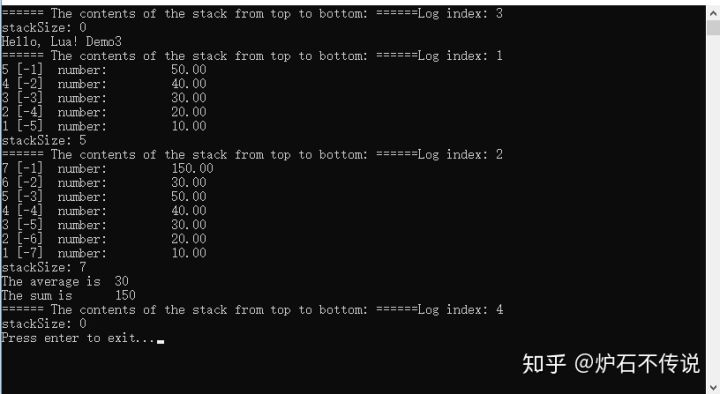 ====== The contents of the stack from top to bottom: ======Log index: 3
stackSize: 0
Hello, Lua! Demo3
====== The contents of the stack from top to bottom: ======Log index: 1
5 [-1]  number:        50.00
4 [-2]  number:        40.00
3 [-3]  number:        30.00
2 [-4]  number:        20.00
1 [-5]  number:        10.00
stackSize: 5
====== The contents of the stack from top to bottom: ======Log index: 2
7 [-1]  number:        150.00
6 [-2]  number:        30.00
5 [-3]  number:        50.00
4 [-4]  number:        40.00
3 [-5]  number:        30.00
2 [-6]  number:        20.00
1 [-7]  number:        10.00
stackSize: 7
The average is  30
The sum is      150
====== The contents of the stack from top to bottom: ======Log index: 4
stackSize: 0
Press enter to exit...
知乎 @炉石不传说